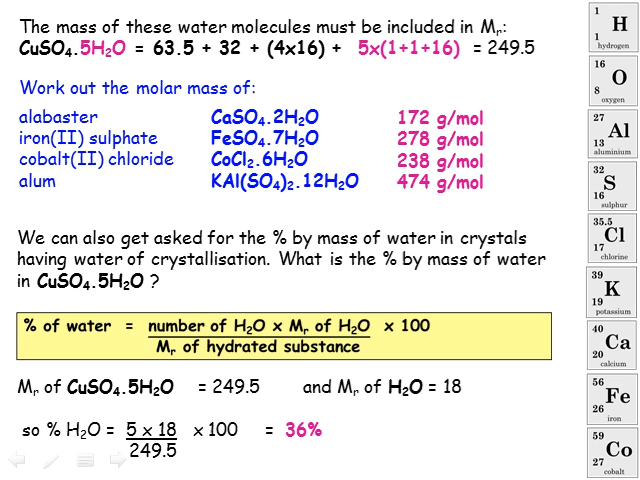 The mass of these water molecules must be included in Mᵣ:
CuSO₄.5H₂O = 63.5 + 32 + (4x16) + 5x(1+1+16) = 249.5
Work out the molar mass of:
alabaster CaSO₄.2H₂O 172 g/mol
iron(II) sulphate FeSO₄.7H₂O 278 g/mol
cobalt(II) chloride CoCl₂.6H₂O 238 g/mol
alum KAl(SO₄)₂.12H₂O 474 g/mol
We can also get asked for the % by mass of water in crystals
having water of crystallisation. What is the % by mass of water
in CuSO₄.5H₂O ?
% of water = number of H₂O x Mᵣ of H₂O x 100
Mᵣ of hydrated substance
Mᵣ of CuSO₄.5H₂O = 249.5 and Mᵣ of H₂O = 18
so % H₂O = 5 x 18 x 100 = 36%
249.5
1
H
1
hydrogen
16
O
8
oxygen
27
Al
13
aluminium
32
S
16
sulphur
35.5
Cl
17
chlorine
39
K
19
potassium
40
Ca
20
calcium
56
Fe
26
iron
59
Co
27
cobalt